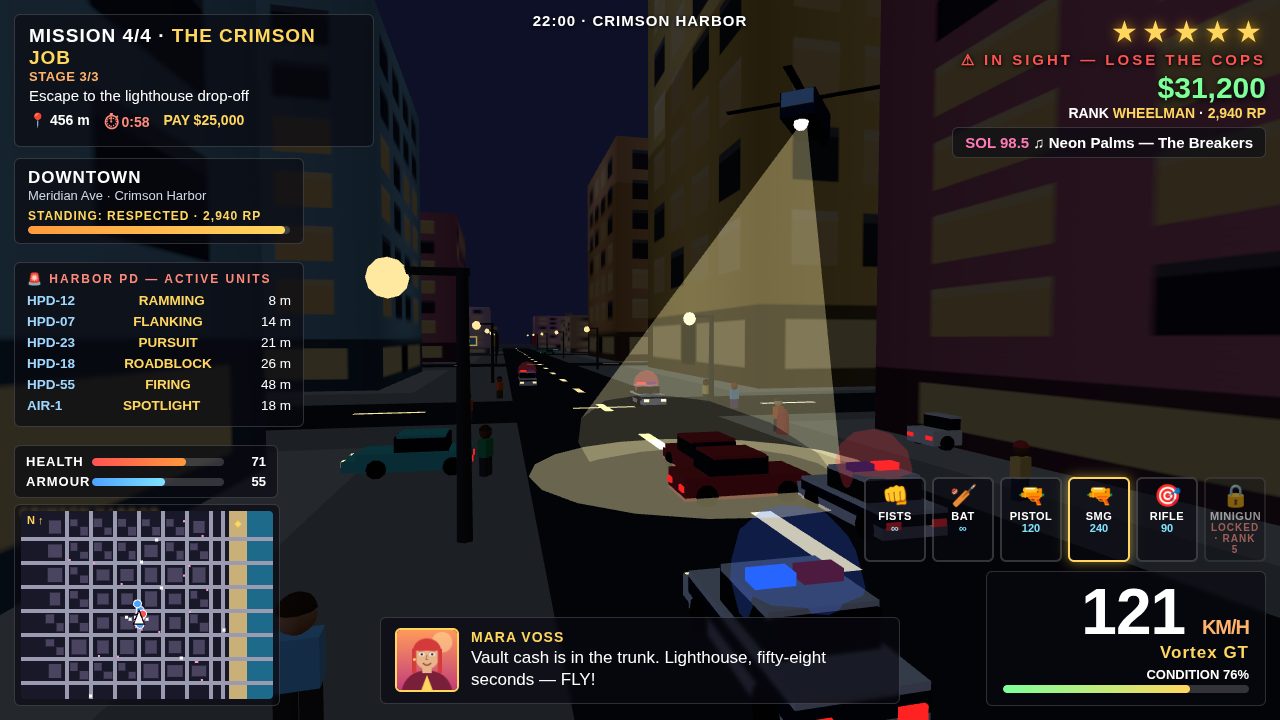 MISSION 4/4 · THE CRIMSON
JOB
STAGE 3/3
Escape to the lighthouse drop-off
456 m 0:58 PAY $25,000
22:00 · CRIMSON HARBOR
★★★★★
⚠ IN SIGHT — LOSE THE COPS
$31,200
RANK WHEELMAN · 2,940 RP
SOL 98.5 ♫ Neon Palms — The Breakers
DOWNTOWN
Meridian Ave · Crimson Harbor
STANDING: RESPECTED · 2,940 RP
HARBOR PD — ACTIVE UNITS
HPD-12 RAMMING 8 m
HPD-07 FLANKING 14 m
HPD-23 PURSUIT 21 m
HPD-18 ROADBLOCK 26 m
HPD-55 FIRING 48 m
AIR-1 SPOTLIGHT 18 m
HEALTH 71
ARMOUR 55
N ↑
FISTS
∞
BAT
∞
PISTOL
120
SMG
240
RIFLE
90
MINIGUN
LOCKED
· RANK
5
MARA VOSS
Vault cash is in the trunk. Lighthouse, fifty-eight
seconds — FLY!
121 KM/H
Vortex GT
CONDITION 76%